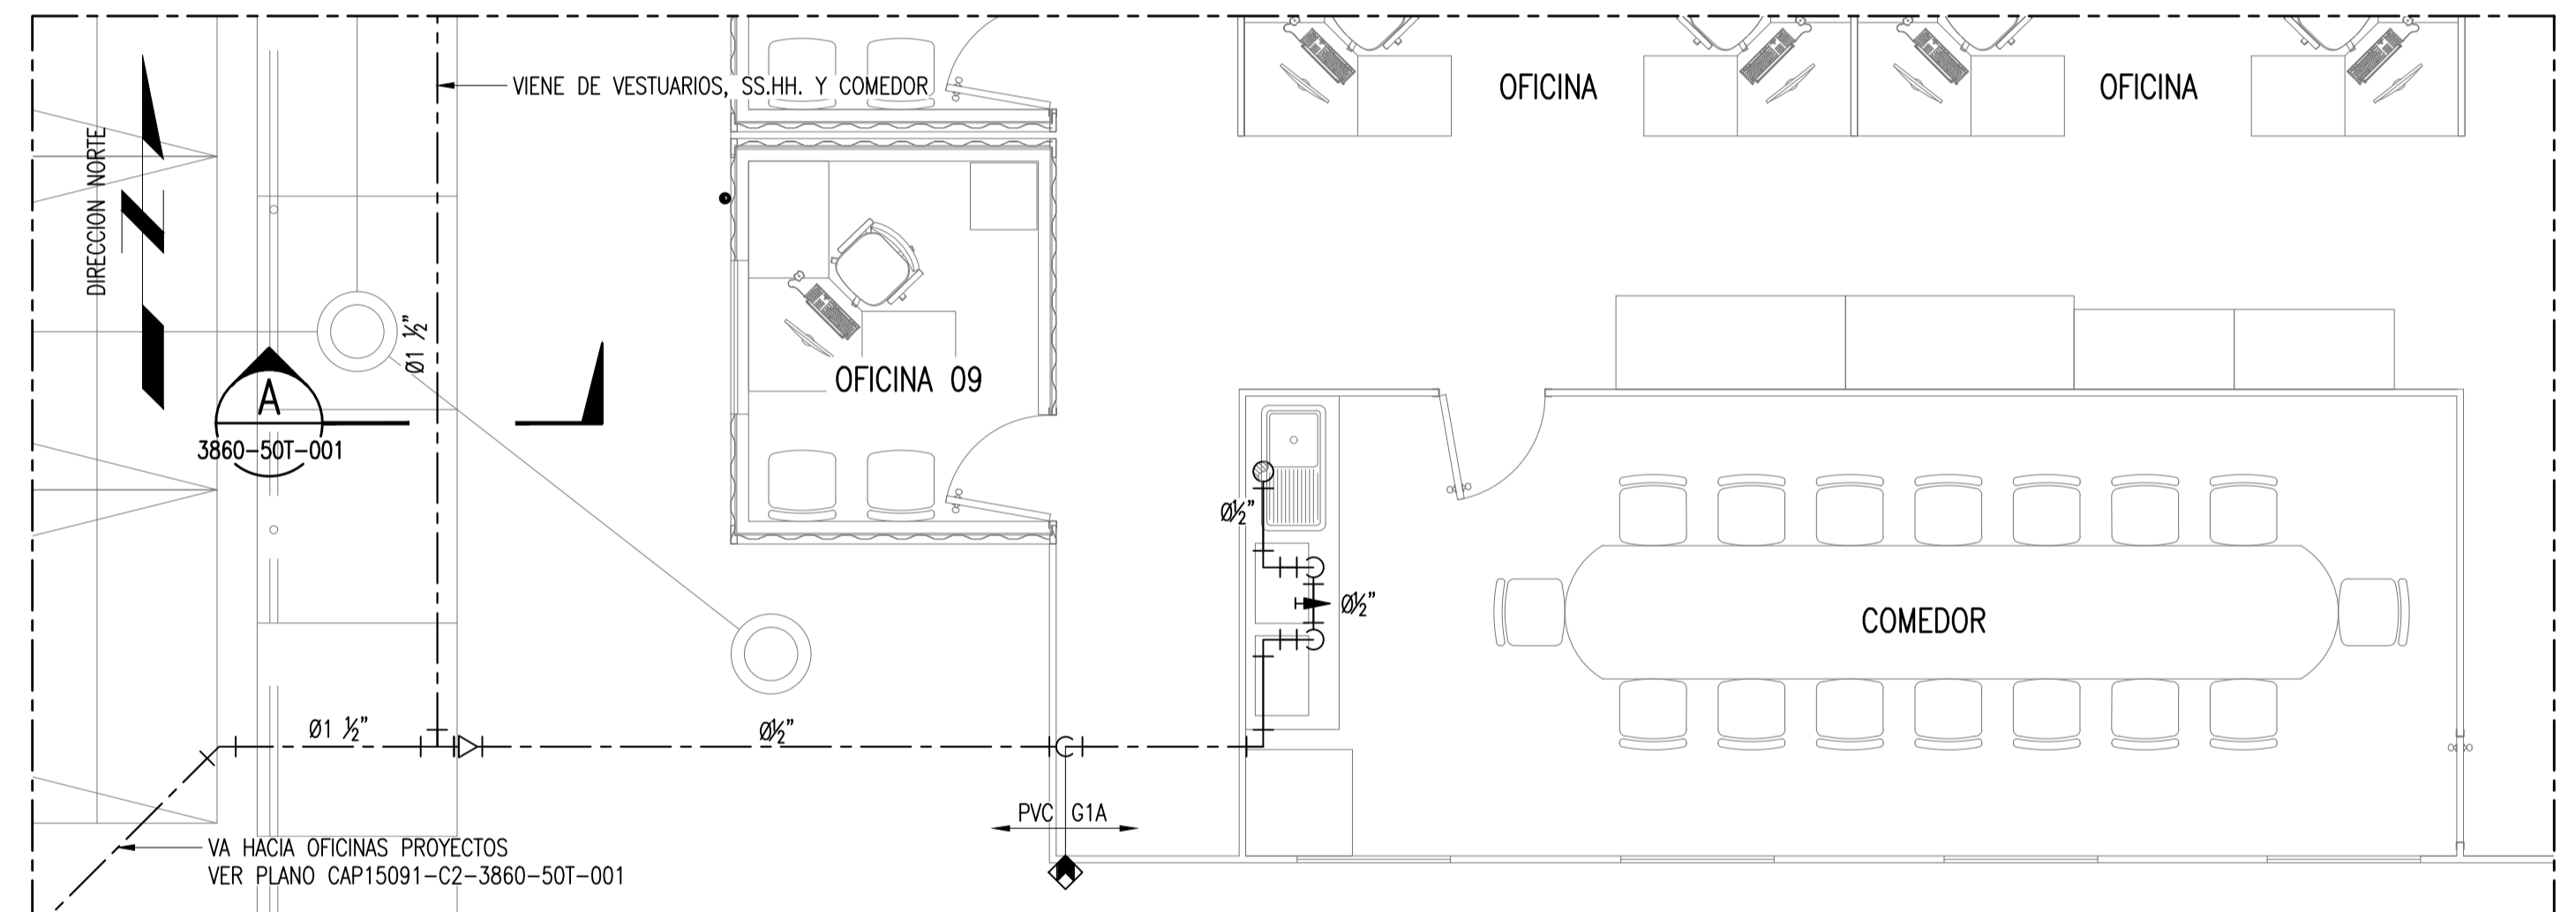 VIENE DE VESTUARIOS, SS.HH. Y COMEDOR
OFICINA
OFICINA
DIRECCION NORTE
Ø1 ½"
OFICINA 09
A
3860-50T-001
Ø½"
Ø½"
COMEDOR
Ø1 ½"
Ø½"
PVC
G1A
VA HACIA OFICINAS PROYECTOS
VER PLANO CAP15091-C2-3860-50T-001